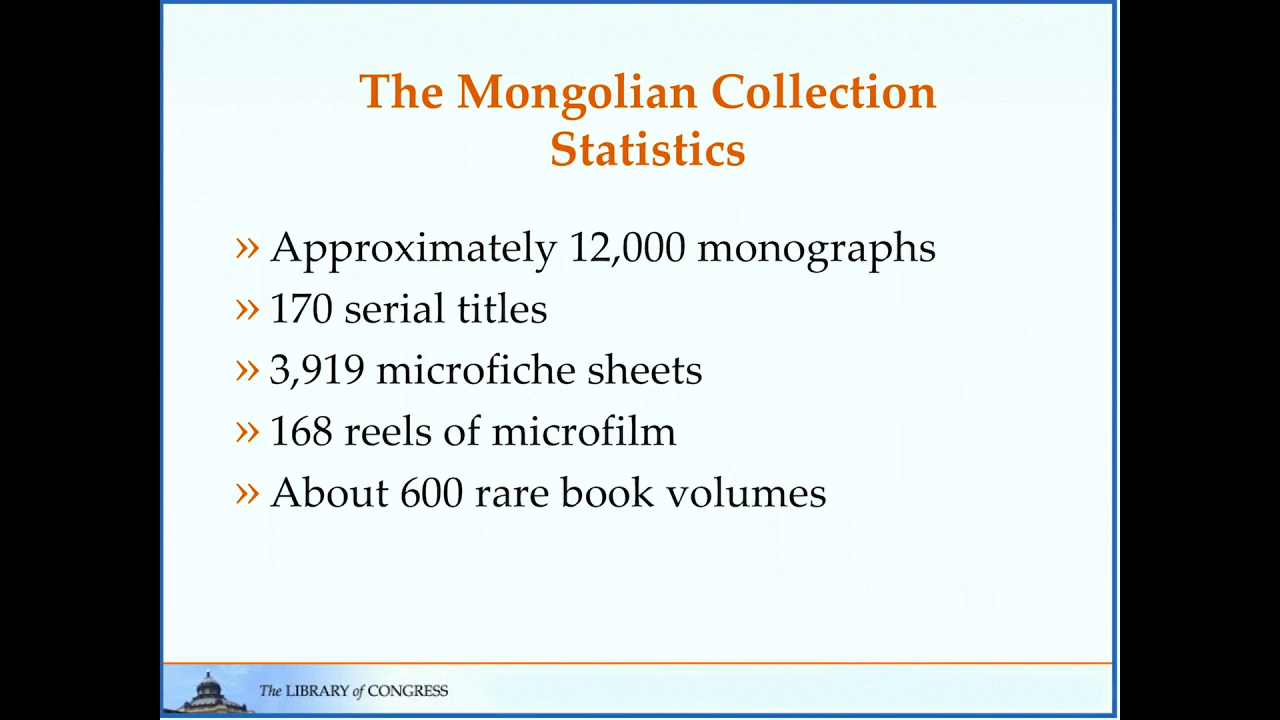 The Mongolian Collection
Statistics
» Approximately 12,000 monographs
» 170 serial titles
» 3,919 microfiche sheets
» 168 reels of microfilm
» About 600 rare book volumes
The LIBRARY of CONGRESS